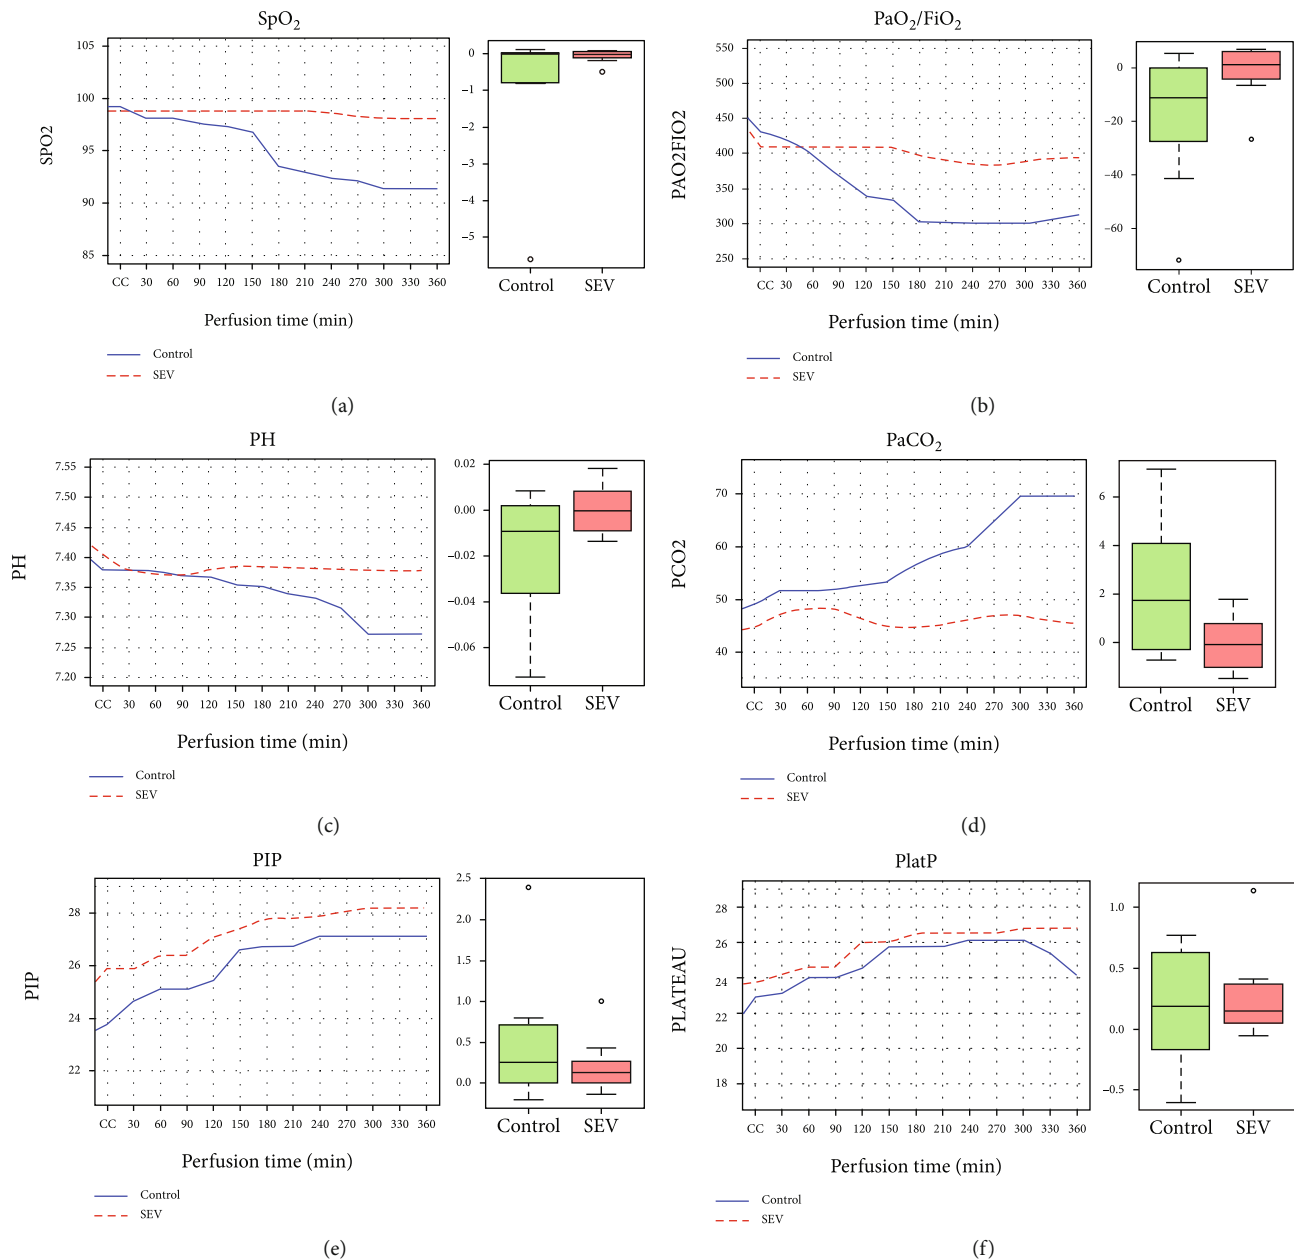 SpO2
SPO2
105
100
95
90
85
CC 30 60 90 120 150 180 210 240 270 300 330 360
Perfusion time (min)
Control
SEV
0
−1
−2
−3
−4
−5
Control SEV
(a)
PaO2/FiO2
PAO2FIO2
550
500
450
400
350
300
250
CC 30 60 90 120 150 180 210 240 270 300 330 360
Perfusion time (min)
Control
SEV
0
−20
−40
−60
Control SEV
(b)
PH
PH
7.55
7.50
7.45
7.40
7.35
7.30
7.25
7.20
CC 30 60 90 120 150 180 210 240 270 300 330 360
Perfusion time (min)
Control
SEV
0.02
0.00
−0.02
−0.04
−0.06
Control SEV
(c)
PaCO2
PCO2
70
60
50
40
CC 30 60 90 120 150 180 210 240 270 300 330 360
Perfusion time (min)
Control
SEV
6
4
2
0
Control SEV
(d)
PIP
PIP
28
26
24
22
CC 30 60 90 120 150 180 210 240 270 300 330 360
Perfusion time (min)
Control
SEV
2.5
2.0
1.5
1.0
0.5
0.0
Control SEV
(e)
PlatP
PLATEAU
28
26
24
22
20
18
CC 30 60 90 120 150 180 210 240 270 300 330 360
Perfusion time (min)
Control
SEV
1.0
0.5
0.0
−0.5
Control SEV
(f)